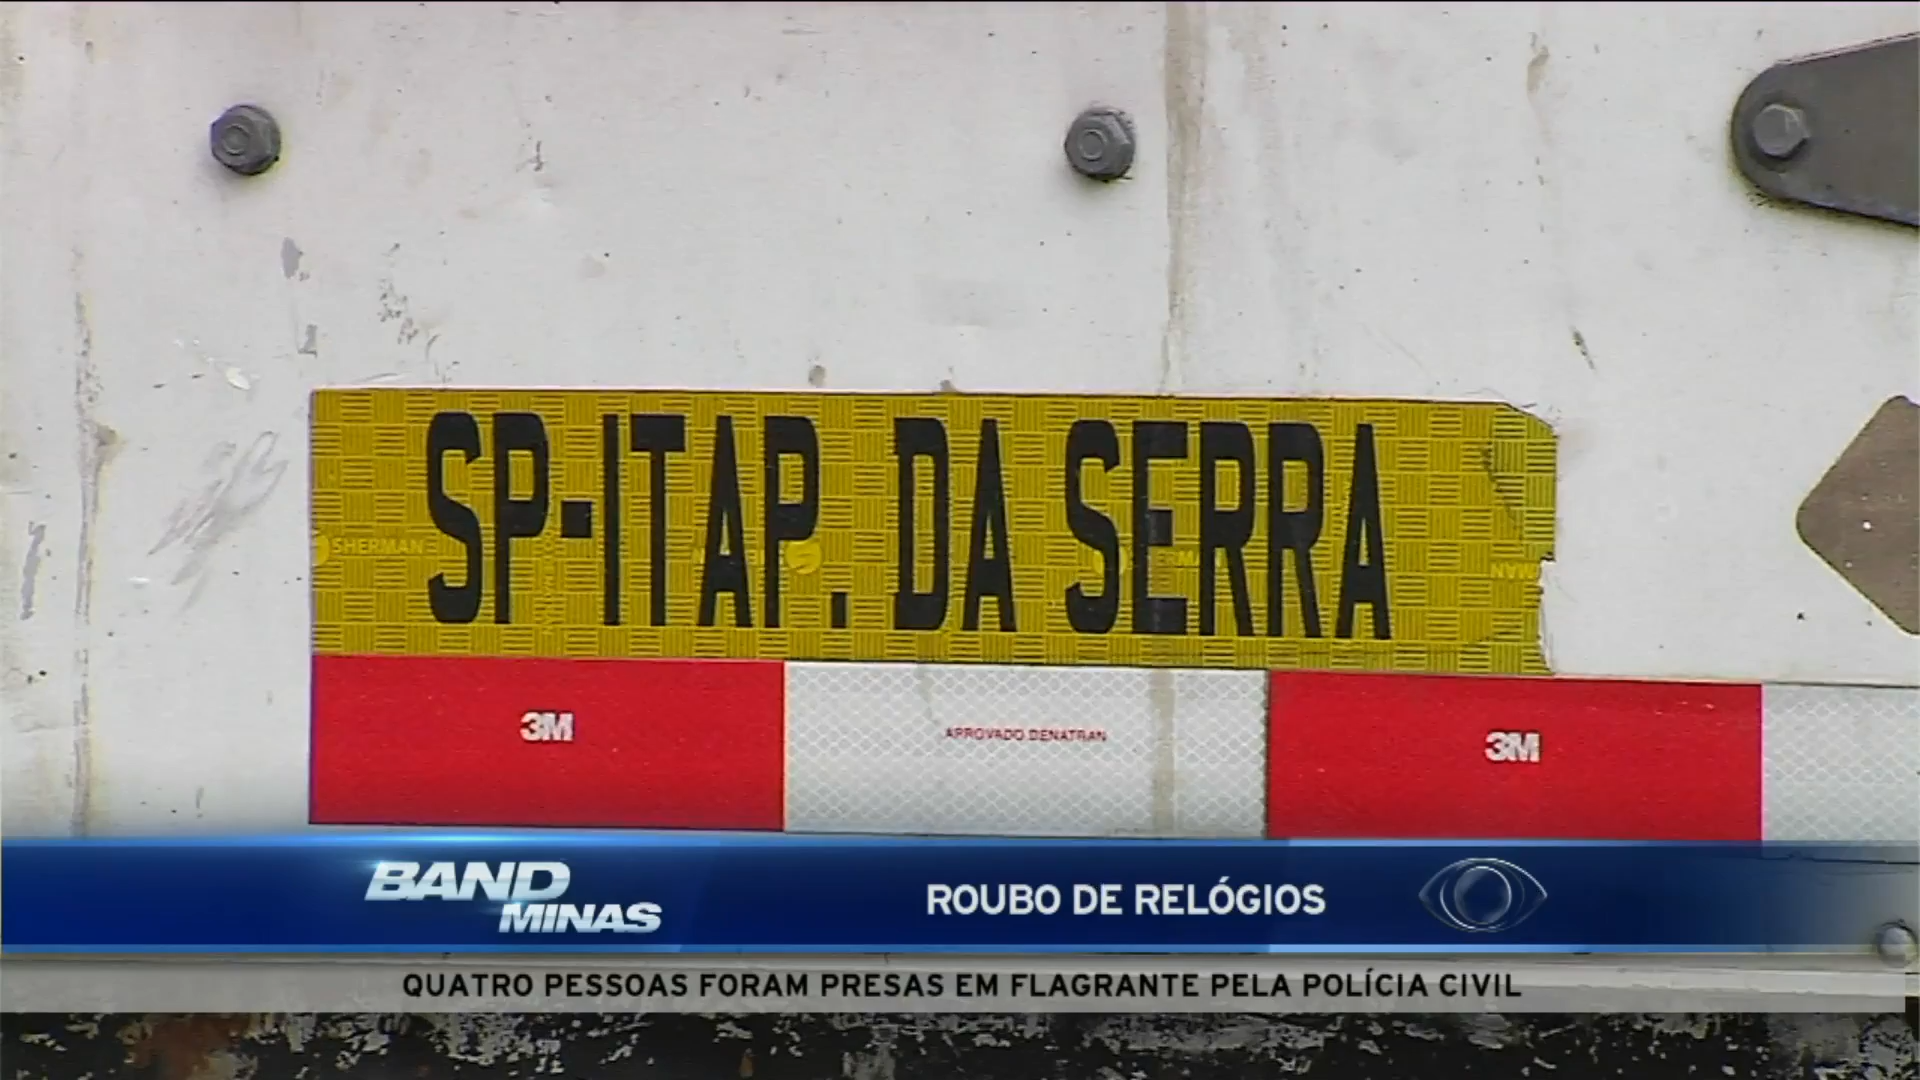 SP-ITAP. DA SERRA
SHERMAN
3M
APROVADO DENATRAN
3M
BAND
MINAS
ROUBO DE RELÓGIOS
QUATRO PESSOAS FORAM PRESAS EM FLAGRANTE PELA POLÍCIA CIVIL